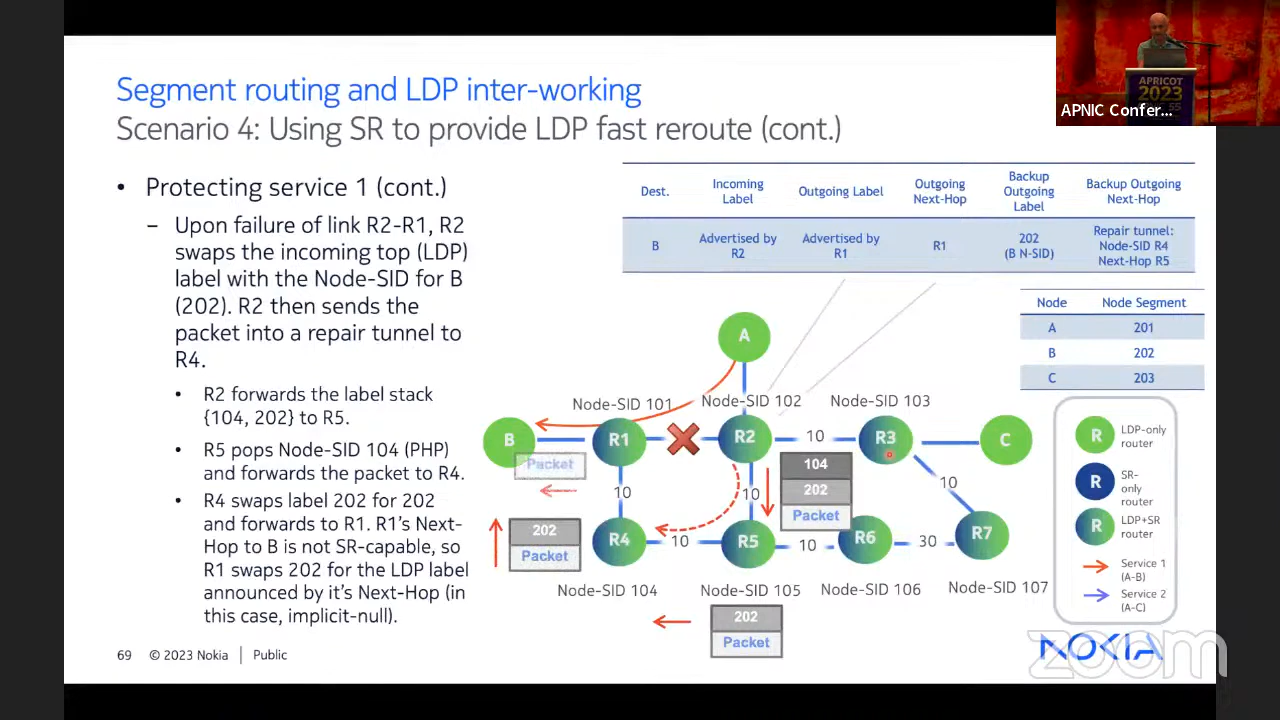 Segment routing and LDP inter-working
Scenario 4: Using SR to provide LDP fast reroute (cont.)
• Protecting service 1 (cont.)
– Upon failure of link R2-R1, R2
swaps the incoming top (LDP)
label with the Node-SID for B
(202). R2 then sends the
packet into a repair tunnel to
R4.
• R2 forwards the label stack
{104, 202} to R5.
• R5 pops Node-SID 104 (PHP)
and forwards the packet to R4.
• R4 swaps label 202 for 202
and forwards to R1. R1's Next-
Hop to B is not SR-capable, so
R1 swaps 202 for the LDP label
announced by it's Next-Hop (in
this case, implicit-null).
Dest.
Incoming
Label
Outgoing Label
Outgoing
Next-Hop
Backup
Outgoing
Label
Backup Outgoing
Next-Hop
B
Advertised by
R2
Advertised by
R1
R1
202
(B N-SID)
Repair tunnel:
Node-SID R4
Next-Hop R5
Node Node Segment
A 201
B 202
C 203
A
Node-SID 101
Node-SID 102
Node-SID 103
B
R1
R2
10
R3
C
Packet
10
10
10
104
202
Packet
202
Packet
R4
10
R5
10
R6
30
R7
Node-SID 104
Node-SID 105
Node-SID 106
Node-SID 107
202
Packet
R
LDP-only
router
R
SR-
only
router
R
LDP+SR
router
Service 1
(A-B)
Service 2
(A-C)
69 © 2023 Nokia | Public
NOKIA
zoom
APRICOT
2023
55
APNIC Confer...